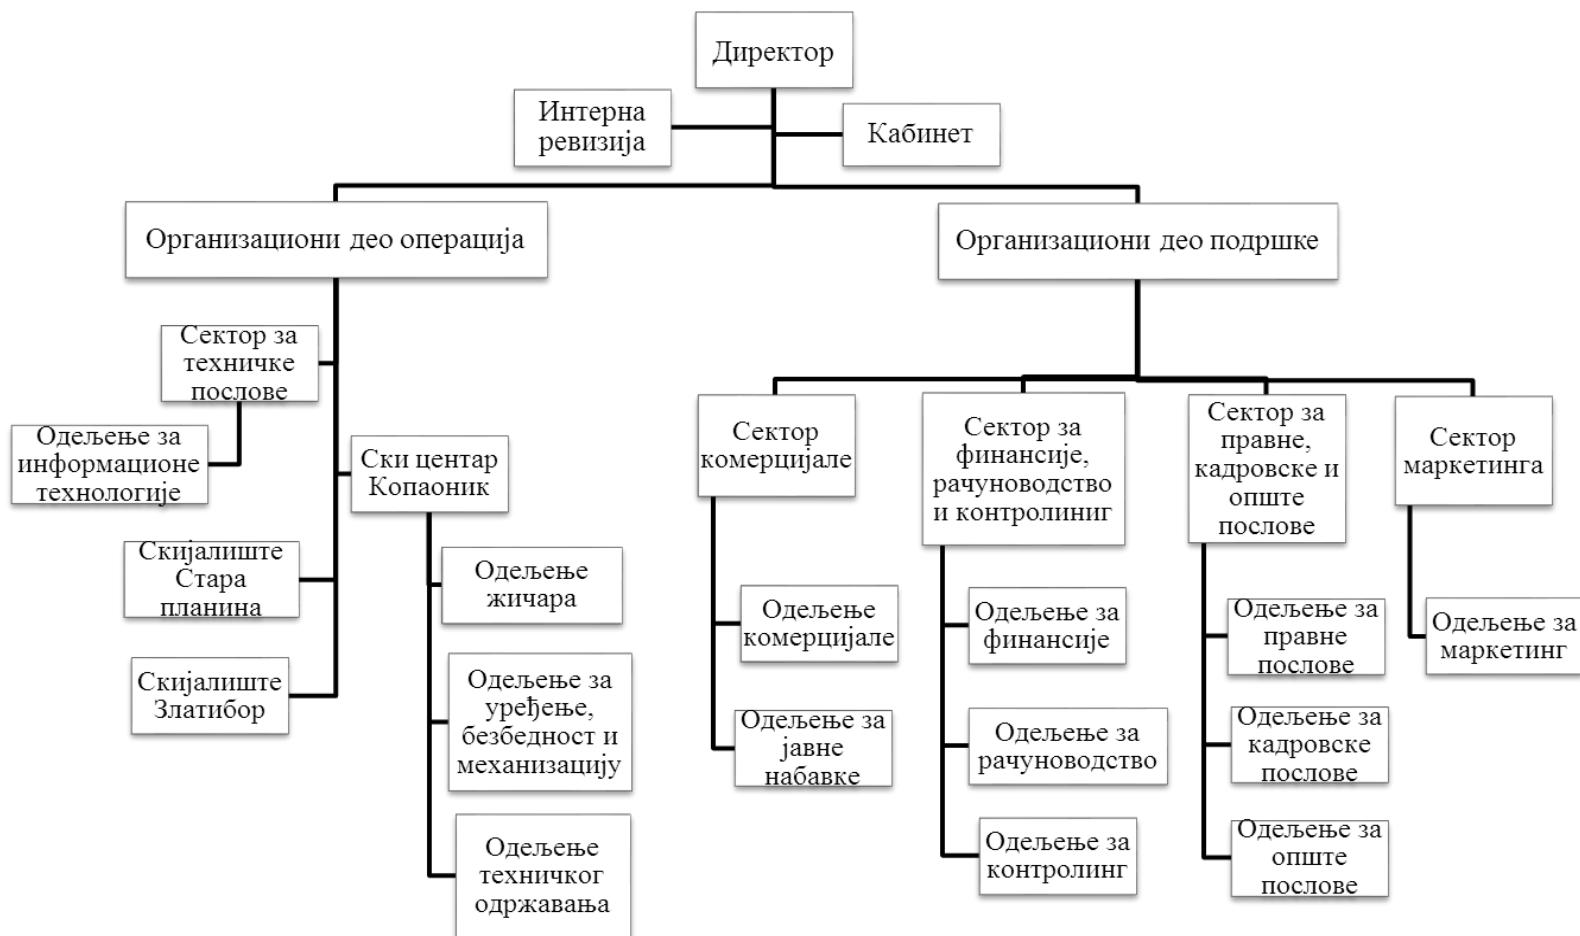 Директор
Интерна
ревизија
Кабинет
Организациони део операција
Организациони део подршке
Сектор за
техничке
послове
Одељење за
информационе
технологије
Ски центар
Копаоник
Скијалиште
Стара
планина
Скијалиште
Златибор
Одељење
жичара
Одељење за
уређење,
безбедност и
механизацију
Одељење
техничког
одржавања
Сектор
комерцијале
Одељење
комерцијале
Одељење за
јавне
набавке
Сектор за
финансије,
рачуноводство
и контролиниг
Одељење за
финансије
Одељење за
рачуноводство
Одељење за
контролинг
Сектор за
правне,
кадровске и
опште
послове
Одељење за
правне
послове
Одељење за
кадровске
послове
Одељење за
опште
послове
Сектор
маркетинга
Одељење за
маркетинг